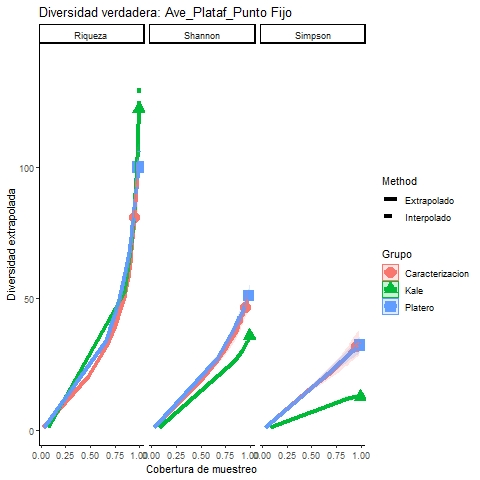 Diversidad verdadera: Ave_Plataf_Punto Fijo
Riqueza
Shannon
Simpson
Diversidad extrapolada
100
50
0
0.00 0.25 0.50 0.75 1.00
0.00 0.25 0.50 0.75 1.00
0.00 0.25 0.50 0.75 1.00
Cobertura de muestreo
Method
Extrapolado
Interpolado
Grupo
Caracterizacion
Kale
Platero